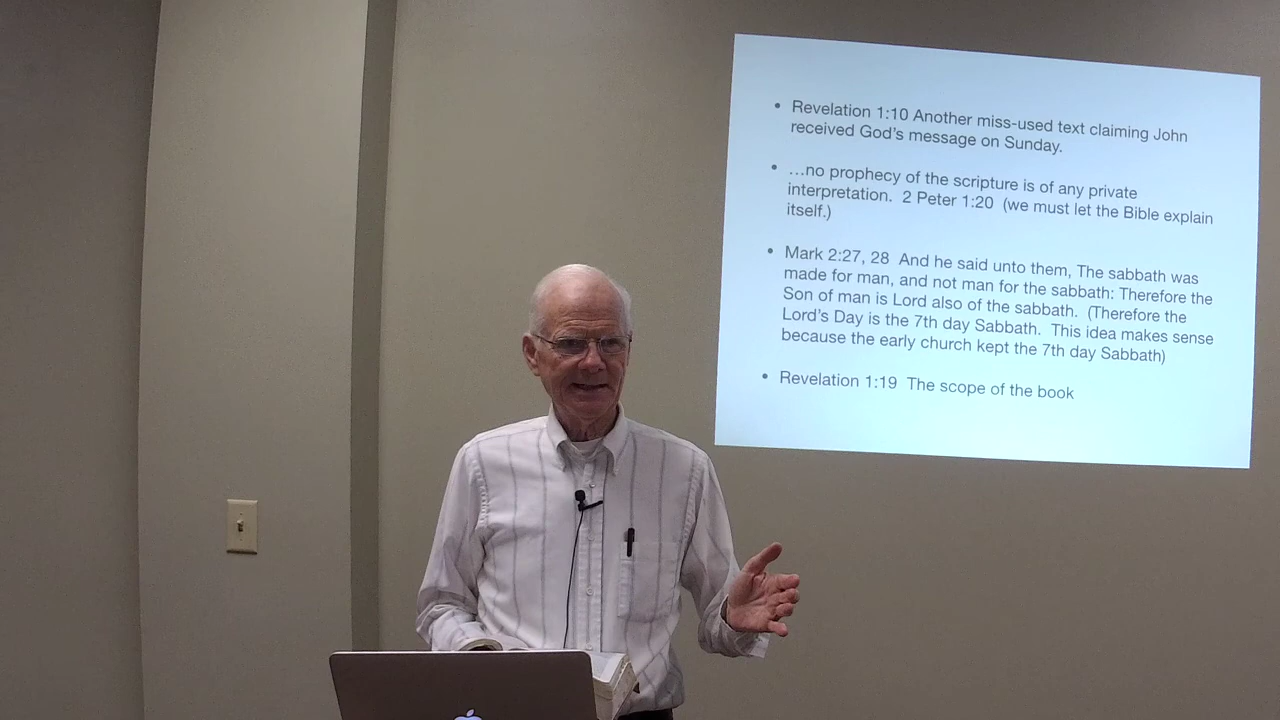 • Revelation 1:10 Another miss-used text claiming John
received God's message on Sunday.
• …no prophecy of the scripture is of any private
interpretation. 2 Peter 1:20 (we must let the Bible explain
itself.)
• Mark 2:27, 28 And he said unto them, The sabbath was
made for man, and not man for the sabbath: Therefore the
Son of man is Lord also of the sabbath. (Therefore the
Lord's Day is the 7th day Sabbath. This idea makes sense
because the early church kept the 7th day Sabbath)
• Revelation 1:19 The scope of the book